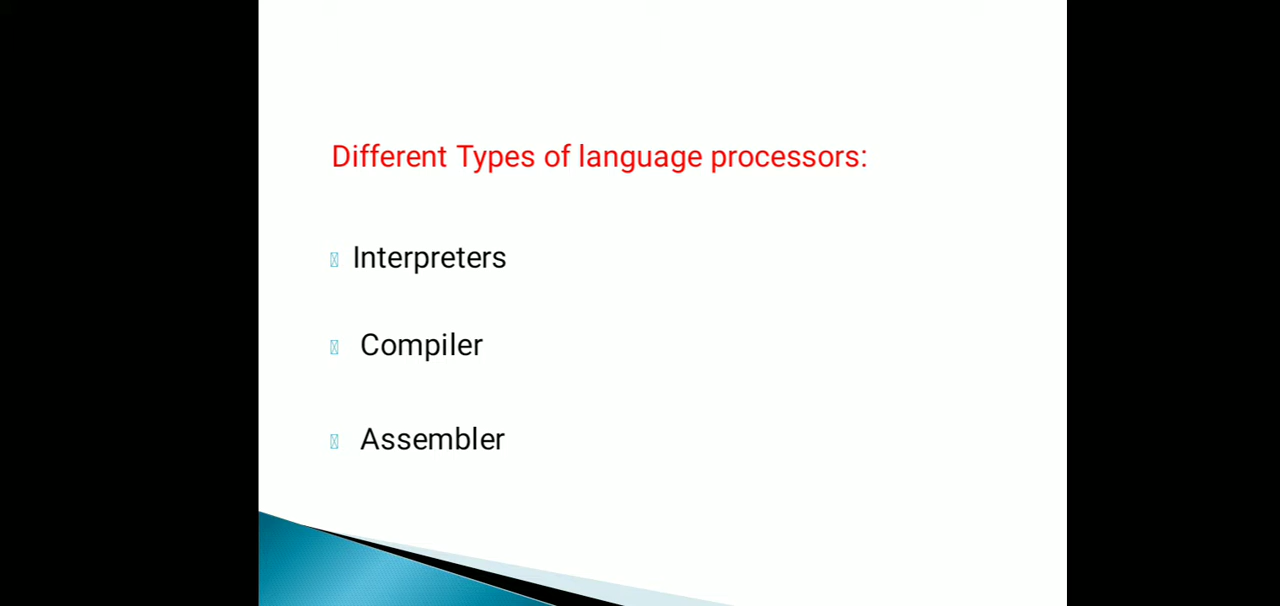 Different Types of language processors:
Interpreters
Compiler
Assembler